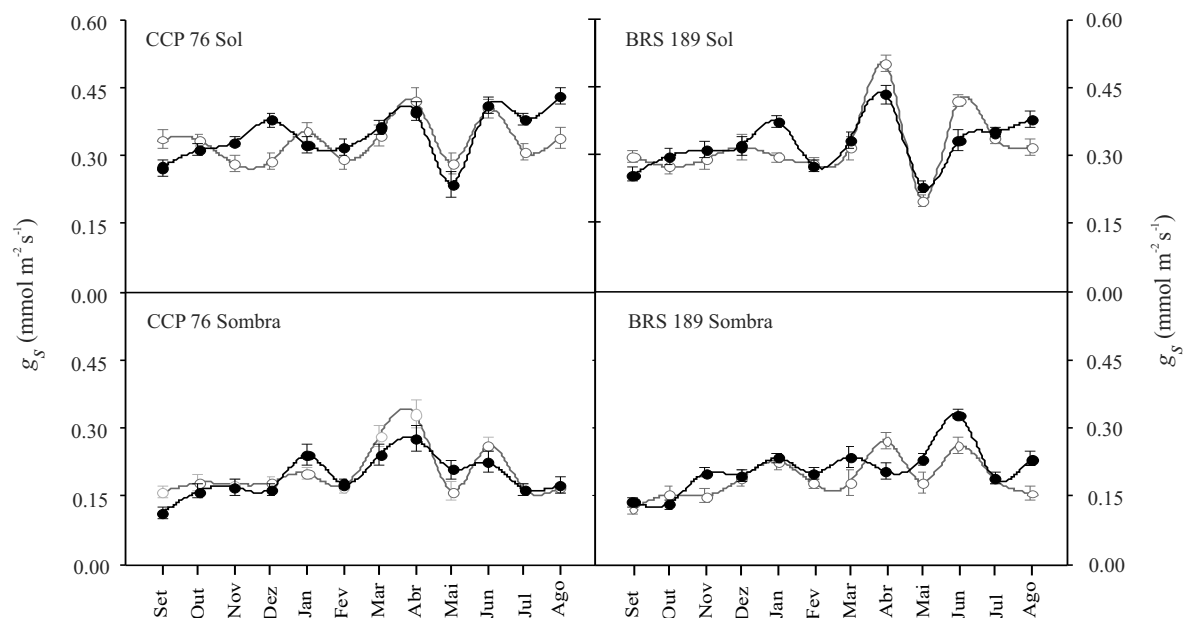 0.60
0.45
0.30
0.15
0.00
0.45
0.30
0.15
0.00
g_s (mmol m⁻² s⁻¹)
CCP 76 Sol
BRS 189 Sol
CCP 76 Sombra
BRS 189 Sombra
0.60
0.45
0.30
0.15
0.00
0.45
0.30
0.15
0.00
g_s (mmol m⁻² s⁻¹)
Set Out Nov Dez Jan Fev Mar Abr Mai Jun Jul Ago
Set Out Nov Dez Jan Fev Mar Abr Mai Jun Jul Ago